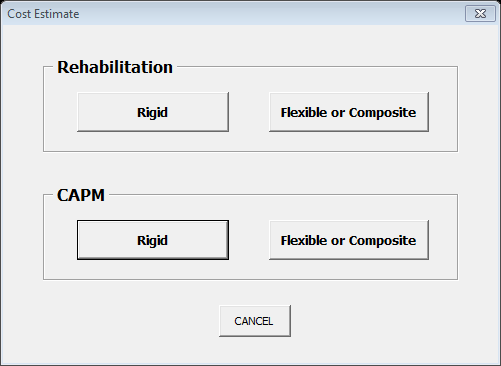 Cost Estimate
Rehabilitation
Rigid
Flexible or Composite
CAPM
Rigid
Flexible or Composite
CANCEL